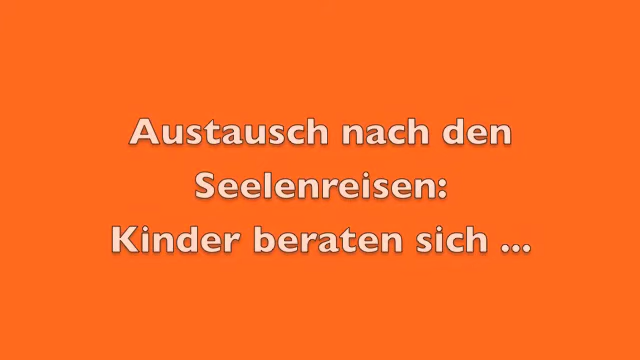 Austausch nach den
Seelenreisen:
Kinder beraten sich ...